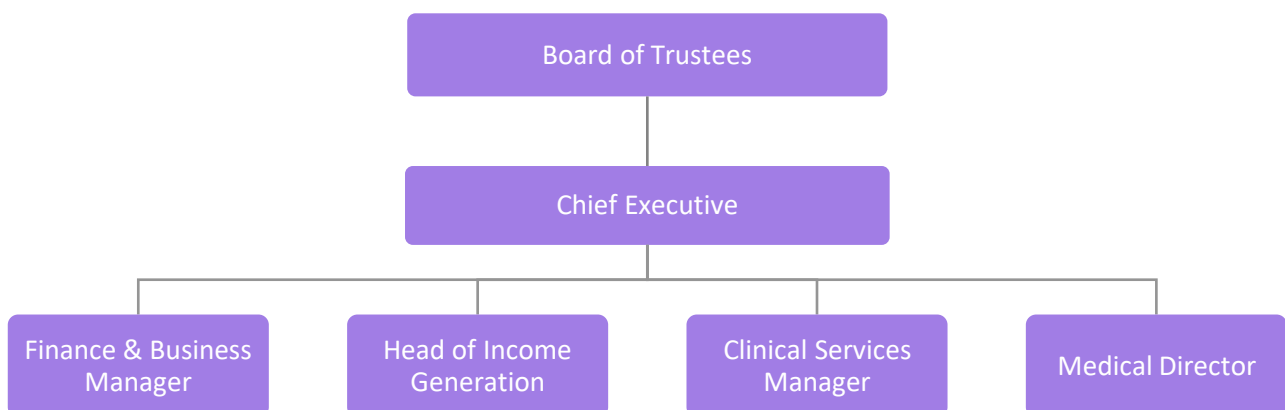 Board of Trustees
Chief Executive
Finance & Business
Manager
Head of Income
Generation
Clinical Services
Manager
Medical Director